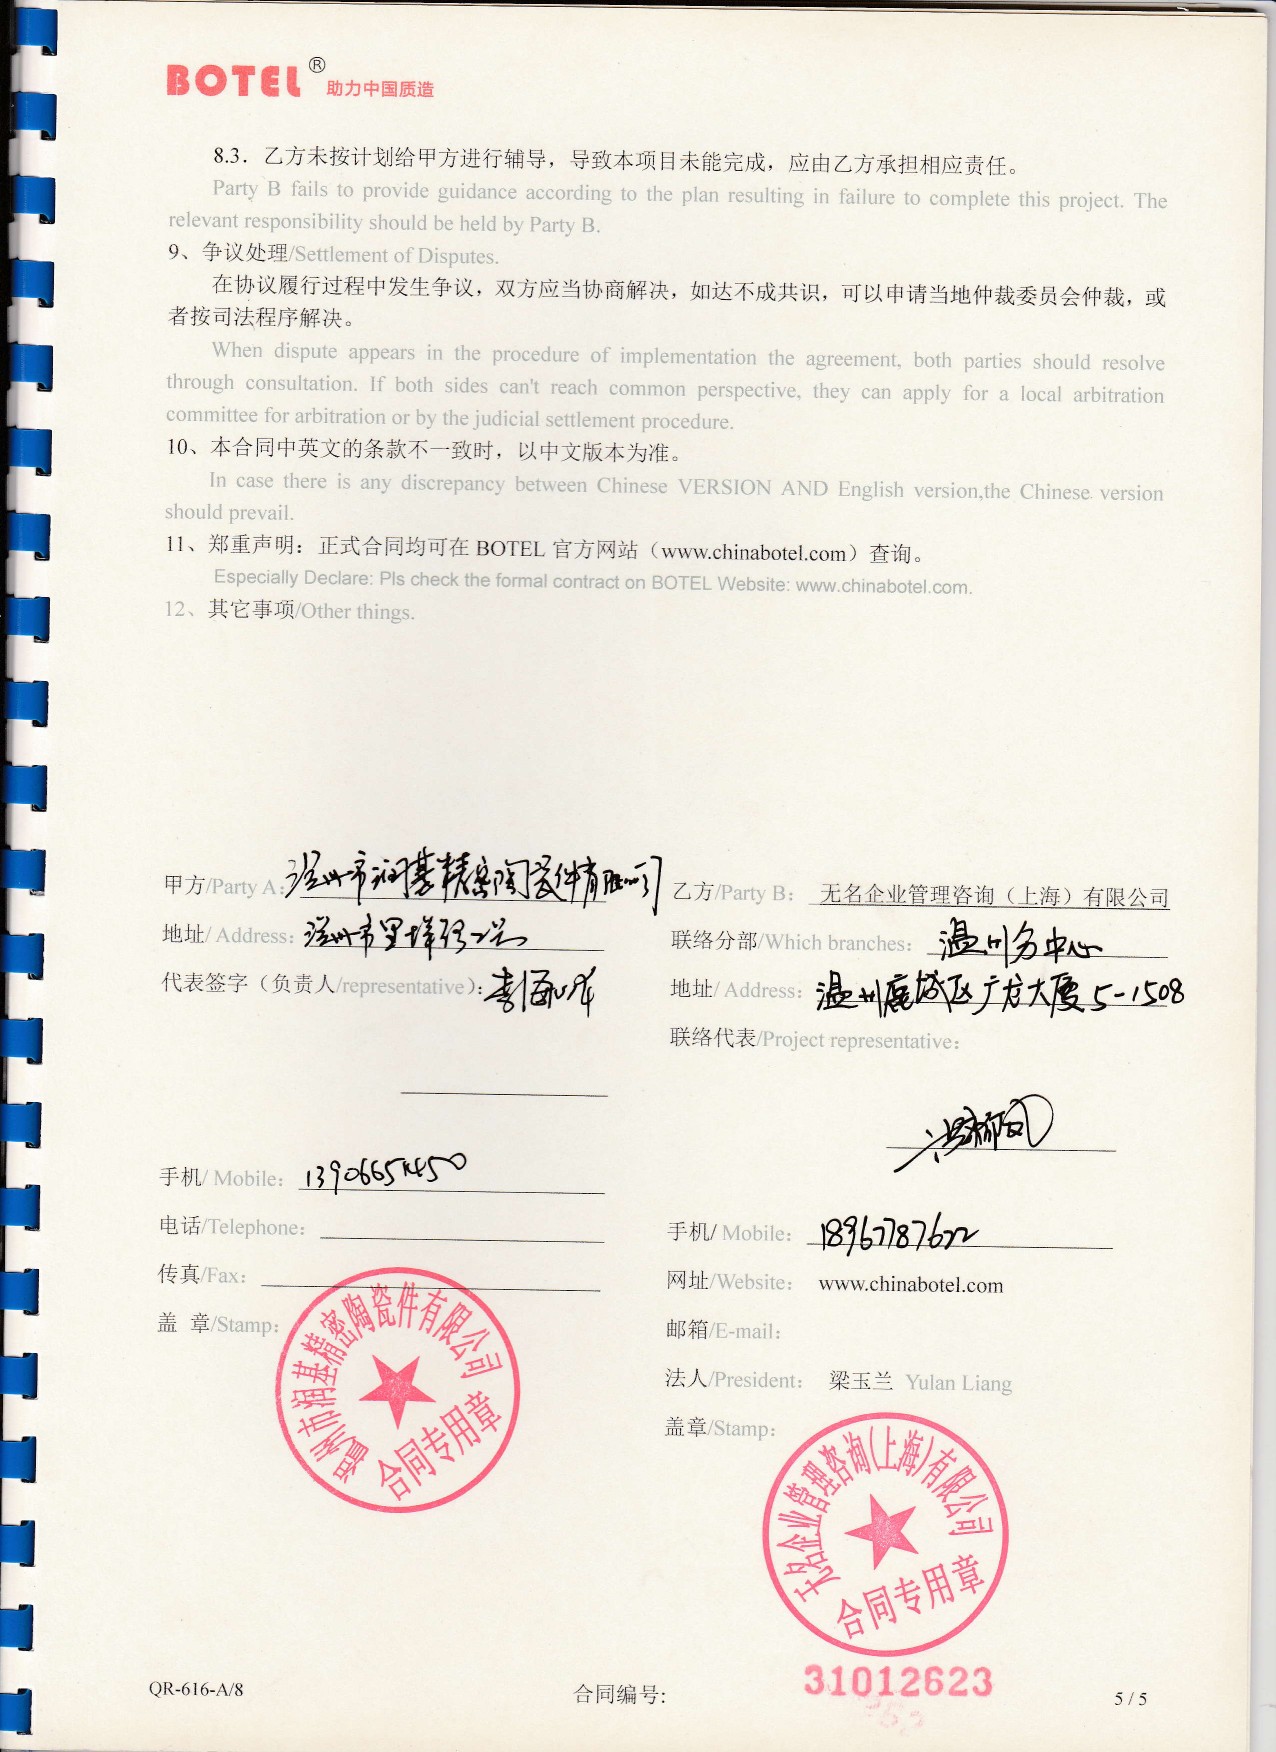 BOTEL® 助力中国质造
8.3. 乙方未按计划给甲方进行辅导，导致本项目未能完成，应由乙方承担相应责任。
Party B fails to provide guidance according to the plan resulting in failure to complete this project. The
relevant responsibility should be held by Party B.
9、争议处理/Settlement of Disputes.
在协议履行过程中发生争议，双方应当协商解决，如达不成共识，可以申请当地仲裁委员会仲裁，或
者按司法程序解决。
When dispute appears in the procedure of implementation the agreement, both parties should resolve
through consultation. If both sides can't reach common perspective, they can apply for a local arbitration
committee for arbitration or by the judicial settlement procedure.
10、本合同中英文的条款不一致时，以中文版本为准。
In case there is any discrepancy between Chinese VERSION AND English version,the Chinese version
should prevail.
11、郑重声明：正式合同均可在 BOTEL 官方网站（www.chinabotel.com）查询。
Especially Declare: Pls check the formal contract on BOTEL Website: www.chinabotel.com.
12、其它事项/Other things.
甲方/Party A: 温州市润基精密陶瓷件有限公司
地址/ Address: 温州市
代表签字（负责人/representative）:
手机/ Mobile:
电话/Telephone:
传真/Fax:
盖 章/Stamp:
温州市润基精密陶瓷件有限公司
合同专用章
乙方/Party B: 无名企业管理咨询（上海）有限公司
联络分部/Which branches: 温州分中心
地址/ Address: 温州鹿城区广方大厦5-1508
联络代表/Project representative:
手机/ Mobile: 18967787622
网址/Website: www.chinabotel.com
邮箱/E-mail:
法人/President: 梁玉兰 Yulan Liang
盖章/Stamp:
无名企业管理咨询(上海)有限公司
合同专用章
QR-616-A/8
合同编号:
31012623
5 / 5